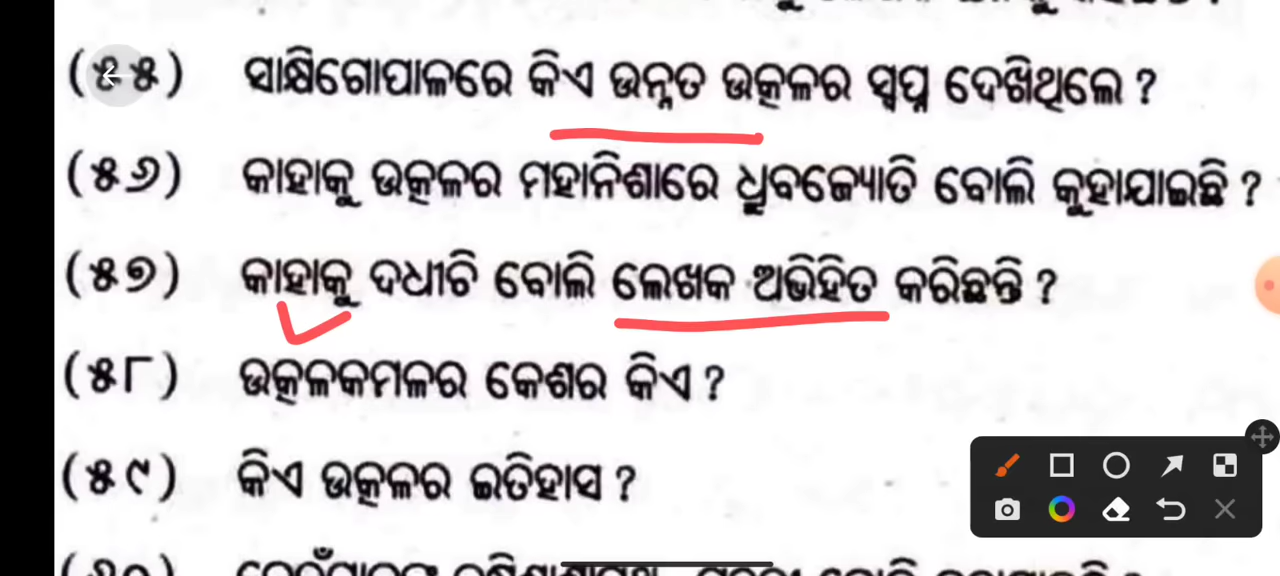 (୫୫) ସାକ୍ଷିଗୋପାଳରେ କିଏ ଉନ୍ନତ ଉତ୍କଳର ସ୍ୱପ୍ନ ଦେଖିଥିଲେ ?
(୫୬) କାହାକୁ ଉତ୍କଳର ମହାନିଶାରେ ଧ୍ରୁବଜ୍ୟୋତି ବୋଲି କୁହାଯାଇଛି ?
(୫୭) କାହାକୁ ଦଧୀଚି ବୋଲି ଲେଖକ ଅଭିହିତ କରିଛନ୍ତି ?
(୫୮) ଉତ୍କଳକମଳର କେଶର କିଏ ?
(୫୯) କିଏ ଉତ୍କଳର ଇତିହାସ ?